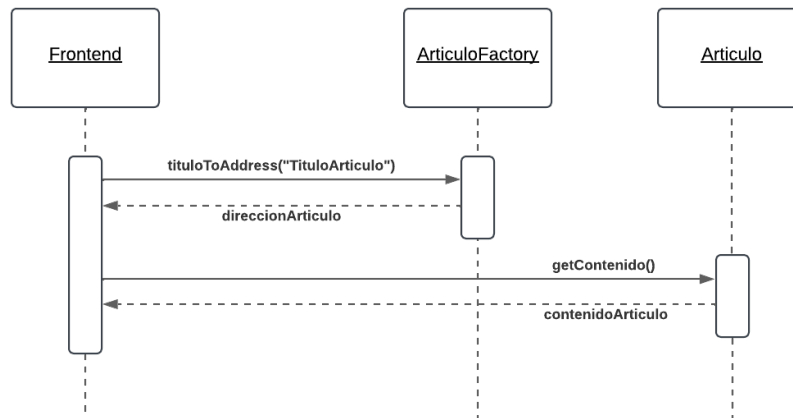 Frontend
ArticuloFactory
Articulo
tituloToAddress("TituloArticulo")
direccionArticulo
getContenido()
contenidoArticulo